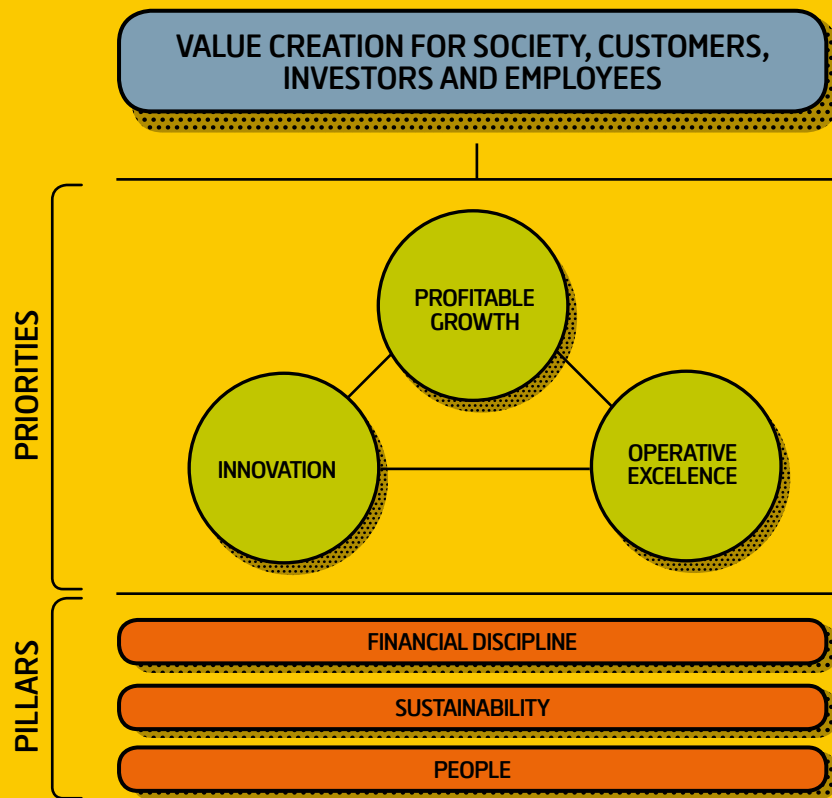 VALUE CREATION FOR SOCIETY, CUSTOMERS,
INVESTORS AND EMPLOYEES
PRIORITIES
PROFITABLE
GROWTH
INNOVATION
OPERATIVE
EXCELENCE
PILLARS
FINANCIAL DISCIPLINE
SUSTAINABILITY
PEOPLE